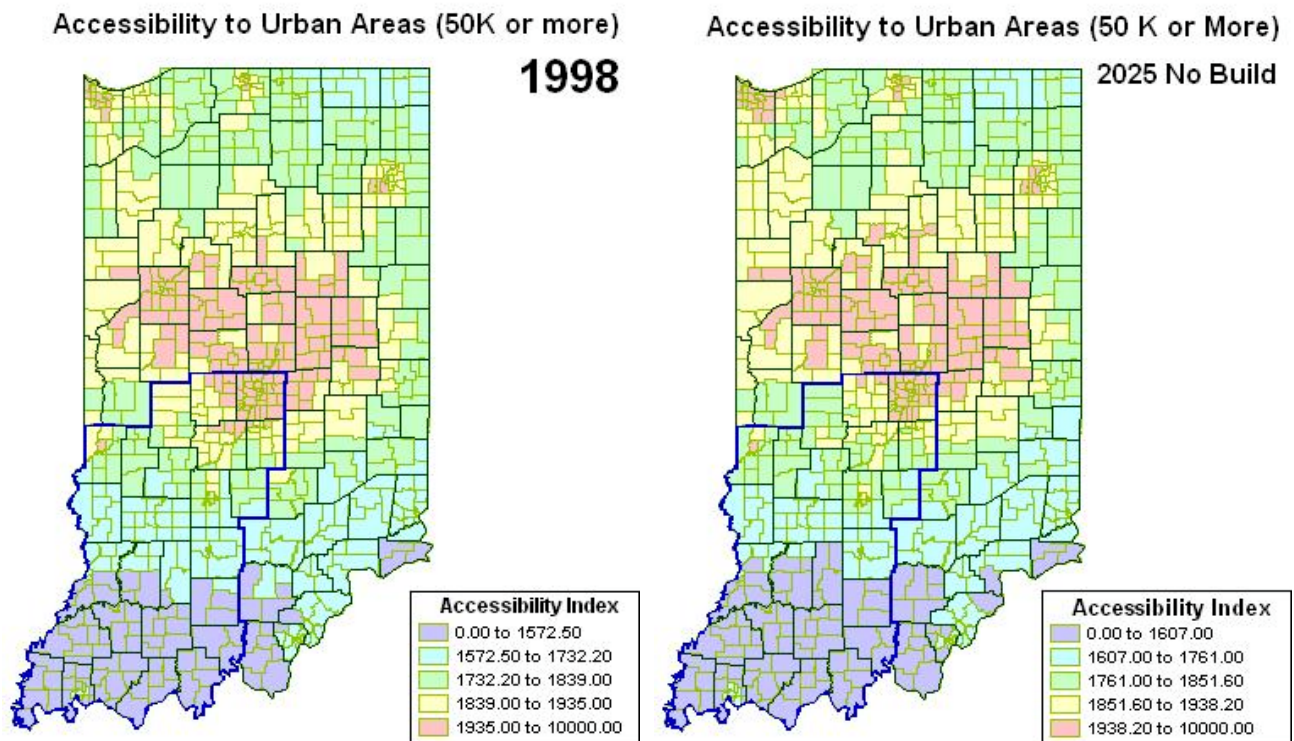 Accessibility to Urban Areas (50K or more)
1998
Accessibility Index
0.00 to 1572.50
1572.50 to 1732.20
1732.20 to 1839.00
1839.00 to 1935.00
1935.00 to 10000.00
Accessibility to Urban Areas (50 K or More)
2025 No Build
Accessibility Index
0.00 to 1607.00
1607.00 to 1761.00
1761.00 to 1851.60
1851.60 to 1938.20
1938.20 to 10000.00